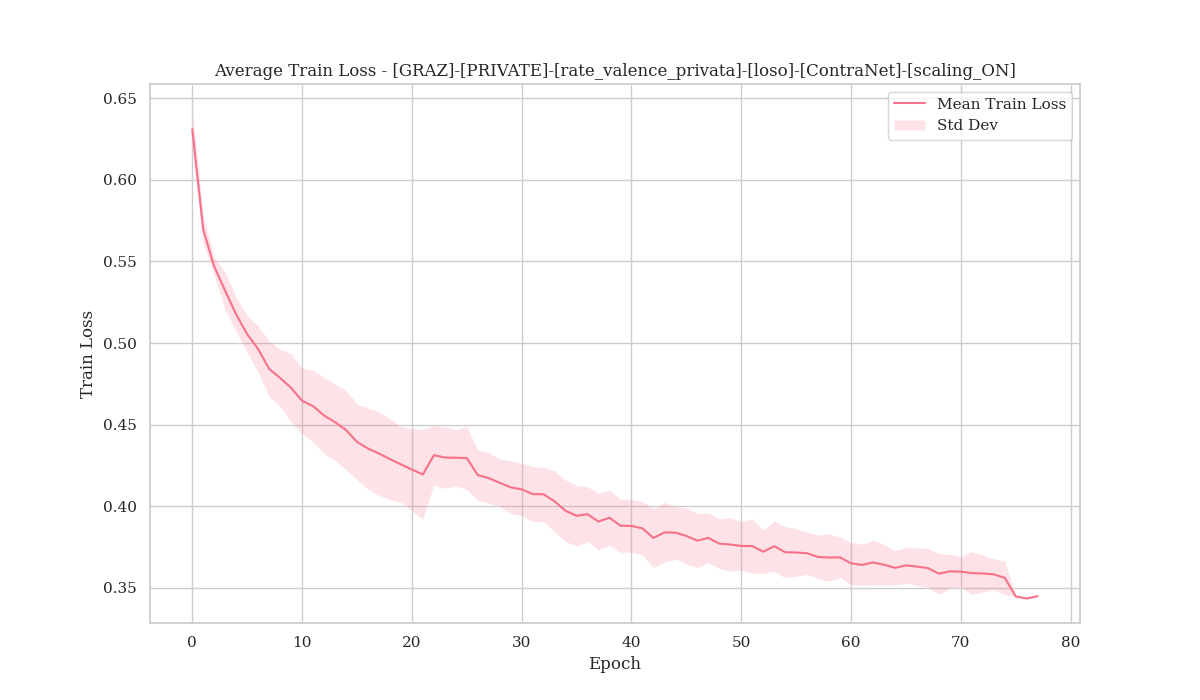 Average Train Loss - [GRAZ]-[PRIVATE]-[rate_valence_privata]-[loso]-[ContraNet]-[scaling_ON]
Mean Train Loss
Std Dev
Train Loss
0.65
0.60
0.55
0.50
0.45
0.40
0.35
0 10 20 30 40 50 60 70 80
Epoch